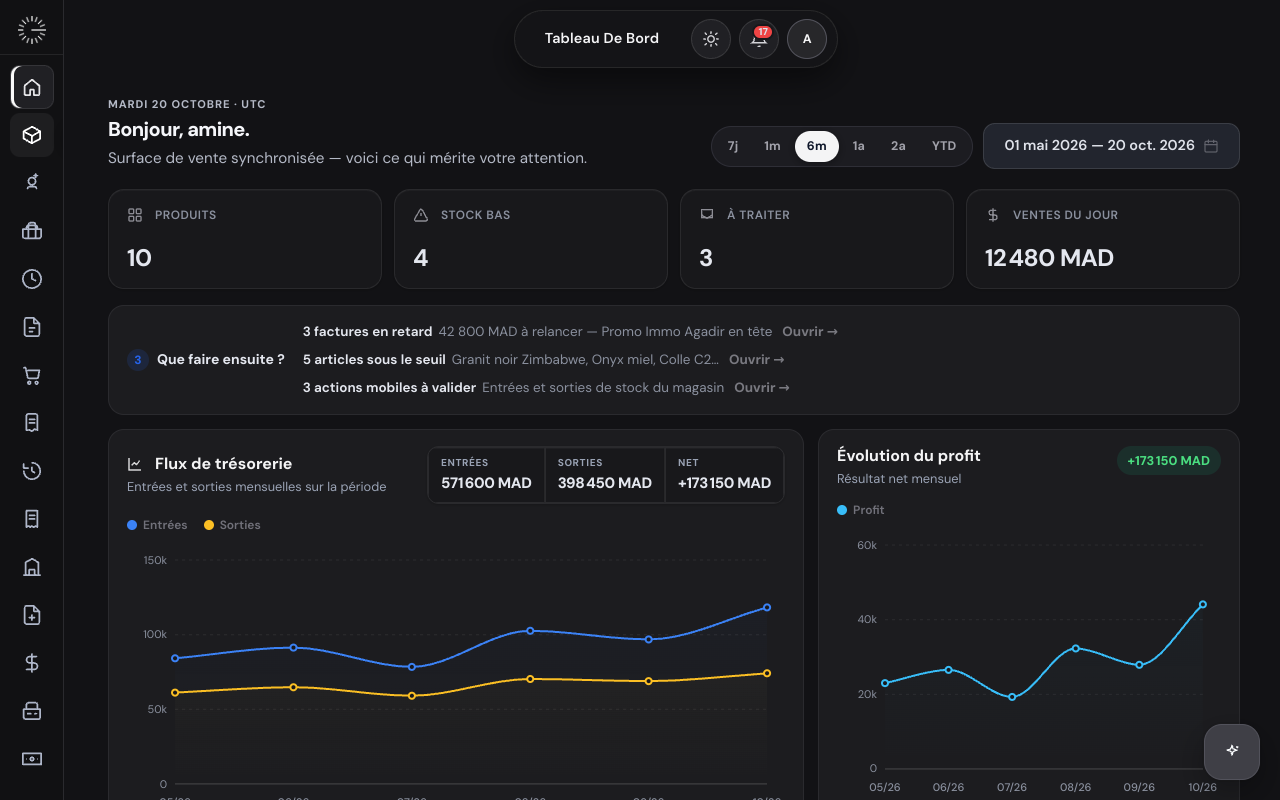 Tableau De Bord
17
A
MARDI 20 OCTOBRE · UTC
Bonjour, amine.
Surface de vente synchronisée — voici ce qui mérite votre attention.
7j 1m 6m 1a 2a YTD
01 mai 2026 — 20 oct. 2026
PRODUITS
10
STOCK BAS
4
À TRAITER
3
VENTES DU JOUR
12 480 MAD
3 Que faire ensuite ?
3 factures en retard 42 800 MAD à relancer — Promo Immo Agadir en tête Ouvrir →
5 articles sous le seuil Granit noir Zimbabwe, Onyx miel, Colle C2… Ouvrir →
3 actions mobiles à valider Entrées et sorties de stock du magasin Ouvrir →
Flux de trésorerie
Entrées et sorties mensuelles sur la période
ENTRÉES
571 600 MAD
SORTIES
398 450 MAD
NET
+173 150 MAD
Entrées Sorties
150k
100k
50k
0
Évolution du profit
Résultat net mensuel
+173 150 MAD
Profit
60k
40k
20k
0
05/26 06/26 07/26 08/26 09/26 10/26